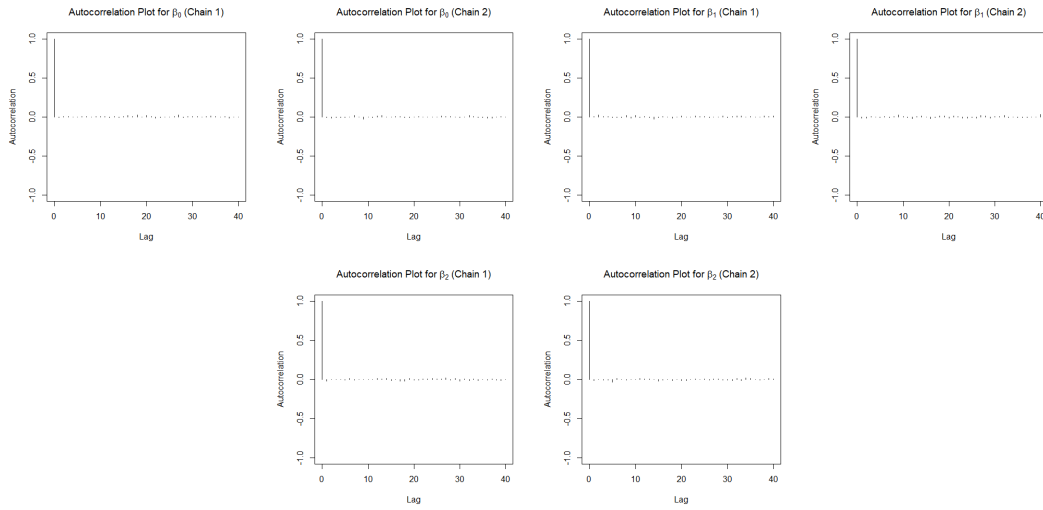 Autocorrelation Plot for β0 (Chain 1)
Autocorrelation
1.0
0.5
0.0
-0.5
-1.0
0 10 20 30 40
Lag
Autocorrelation Plot for β0 (Chain 2)
Autocorrelation
1.0
0.5
0.0
-0.5
-1.0
0 10 20 30 40
Lag
Autocorrelation Plot for β1 (Chain 1)
Autocorrelation
1.0
0.5
0.0
-0.5
-1.0
0 10 20 30 40
Lag
Autocorrelation Plot for β1 (Chain 2)
Autocorrelation
1.0
0.5
0.0
-0.5
-1.0
0 10 20 30 40
Lag
Autocorrelation Plot for β2 (Chain 1)
Autocorrelation
1.0
0.5
0.0
-0.5
-1.0
0 10 20 30 40
Lag
Autocorrelation Plot for β2 (Chain 2)
Autocorrelation
1.0
0.5
0.0
-0.5
-1.0
0 10 20 30 40
Lag